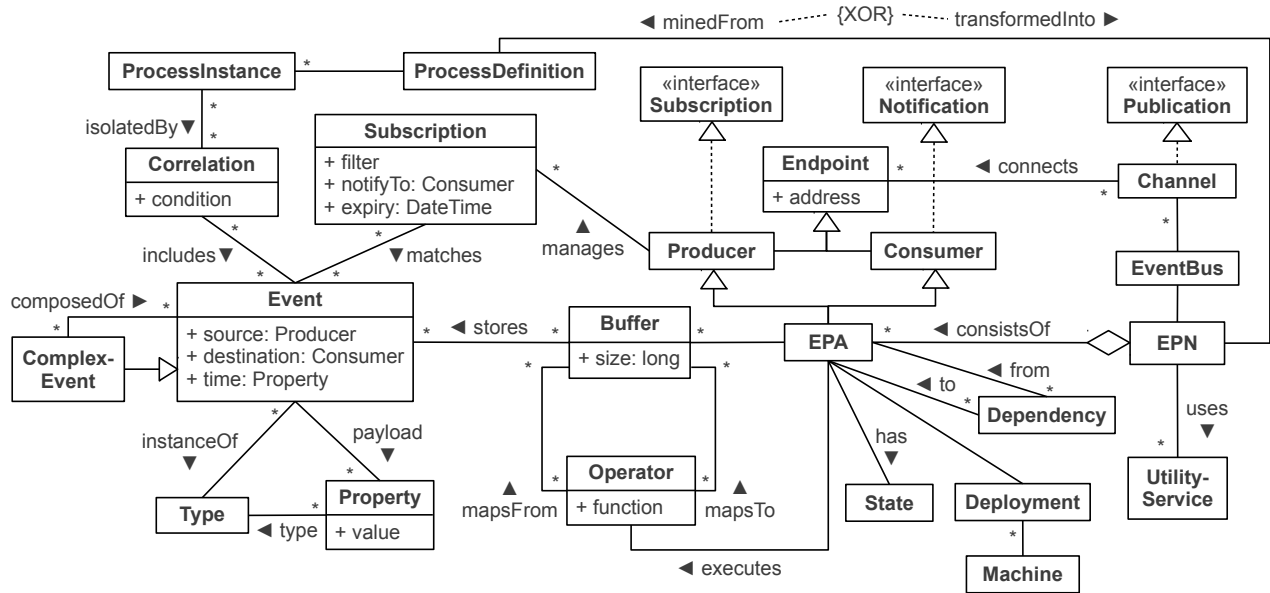 ◄ minedFrom
{XOR}
transformedInto ►
ProcessInstance
*
ProcessDefinition
«interface»
Subscription
«interface»
Notification
«interface»
Publication
*
isolatedBy▼
*
Correlation
+ condition
Subscription
+ filter
+ notifyTo: Consumer
+ expiry: DateTime
*
Endpoint
+ address
*
◄ connects
*
Channel
*
▲
manages
Producer
Consumer
*
EventBus
*
includes▼
*
*
▼matches
*
composedOf ►
*
*
Complex-
Event
Event
+ source: Producer
+ destination: Consumer
+ time: Property
*
◄ stores
*
Buffer
+ size: long
*
EPA
*
◄ consistsOf
EPN
*
*
◄ from
*
◄ to
*
Dependency
uses
▼
*
Utility-
Service
*
*
instanceOf
▼
payload
▼
*
Type
*
◄ type
Property
+ value
*
▲
mapsFrom
Operator
+ function
*
▲
mapsTo
has
▼
State
Deployment
*
Machine
◄ executes